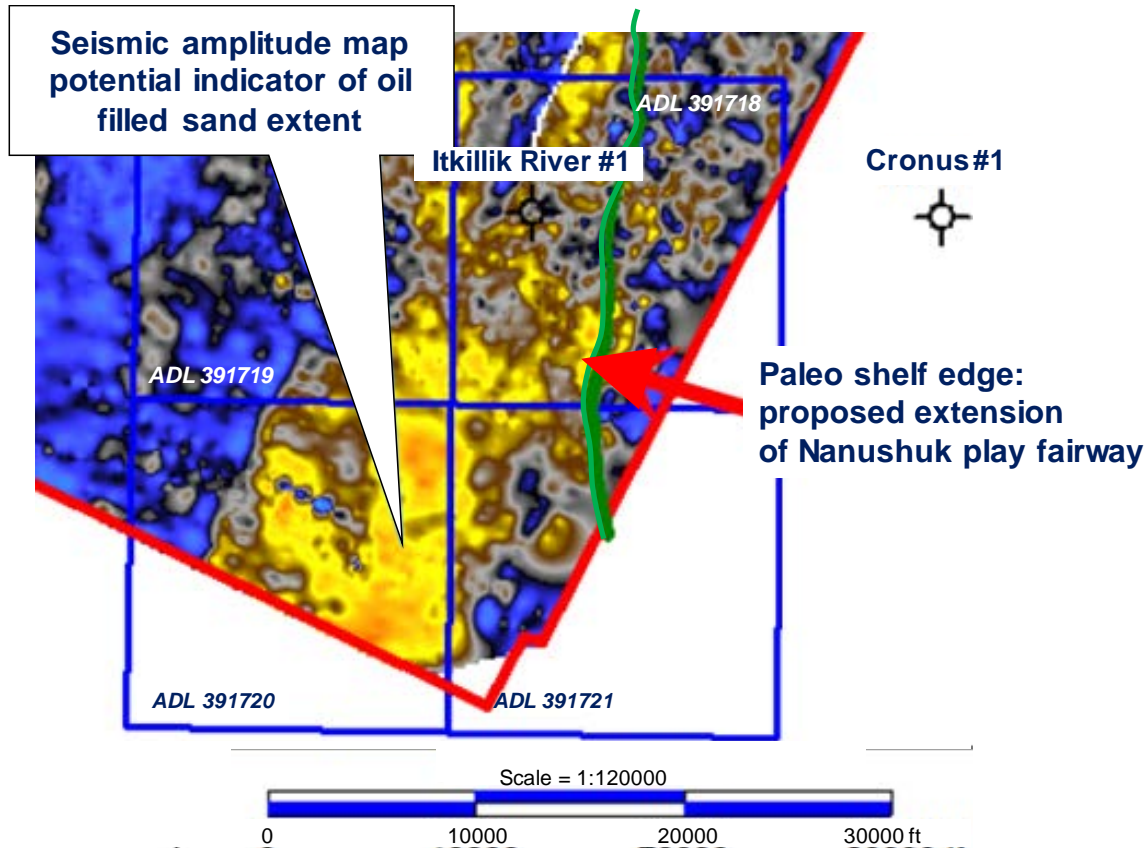 Seismic amplitude map
potential indicator of oil
filled sand extent
ADL 391718
Itkillik River #1
Cronus#1
ADL 391719
Paleo shelf edge:
proposed extension
of Nanushuk play fairway
ADL 391720
ADL 391721
Scale = 1:120000
0 10000 20000 30000 ft